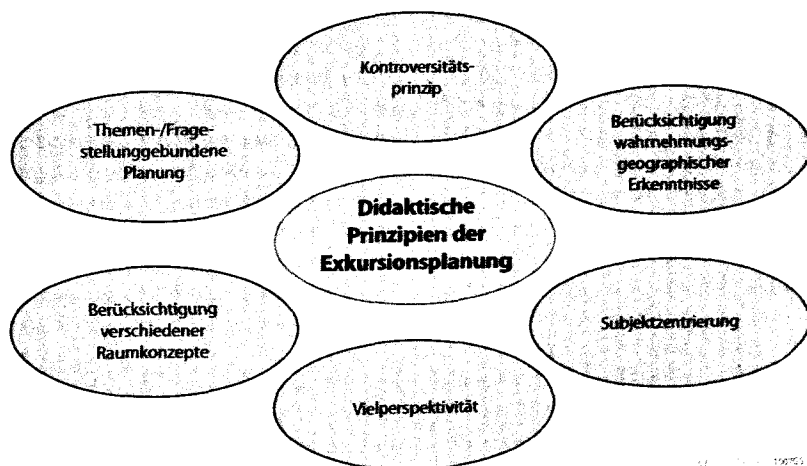 Kontroversitäts-
prinzip
Themen-/Frage-
stellunggebundene
Planung
Berücksichtigung
wahrnehmungs-
geographischer
Erkenntnisse
Didaktische
Prinzipien der
Exkursionsplanung
Berücksichtigung
verschiedener
Raumkonzepte
Subjektzentrierung
Vielperspektivität